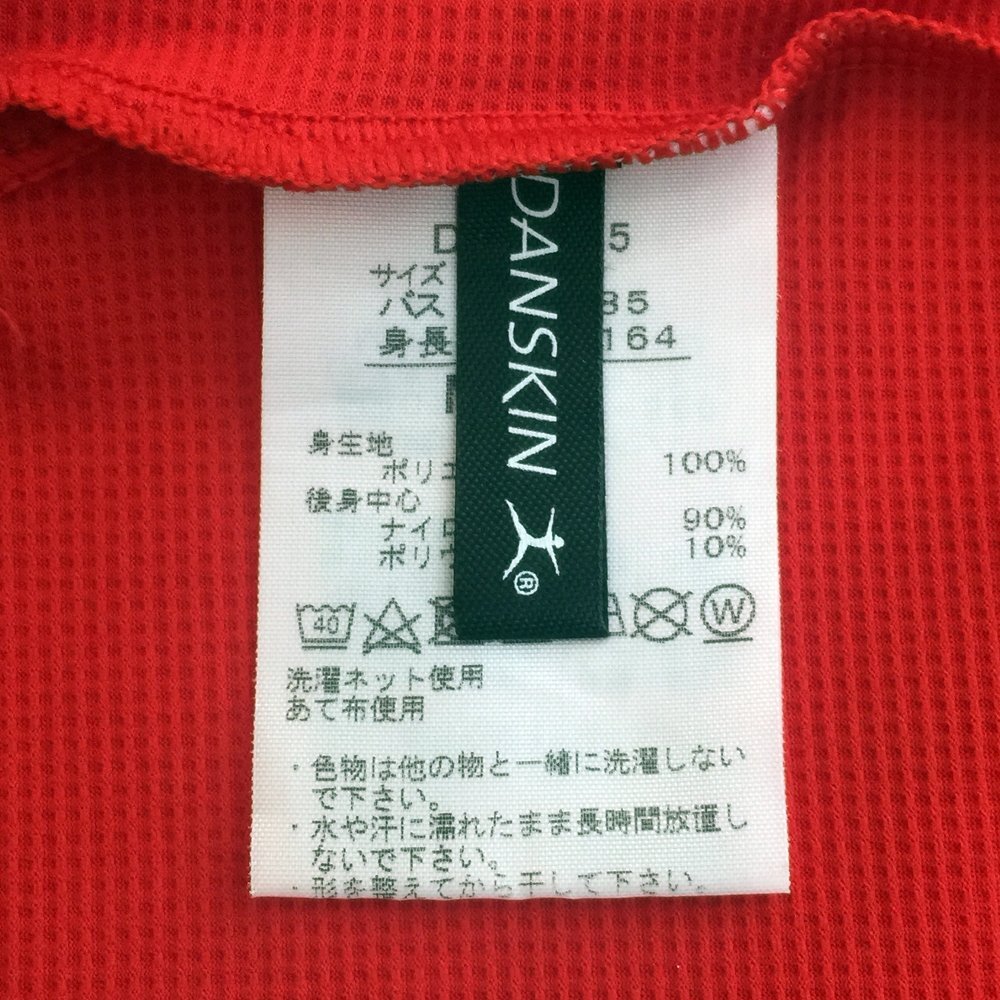 DANSKIN ®
D 5
サイズ
バス 85
身長 164
身生地
ポリエ 100%
後身中心
ナイロ 90%
ポリ 10%
40 W
洗濯ネット使用
あて布使用
・色物は他の物と一緒に洗濯しない
で下さい。
・水や汗に濡れたまま長時間放置し
ないで下さい。
・形を整えてから干して下さい。